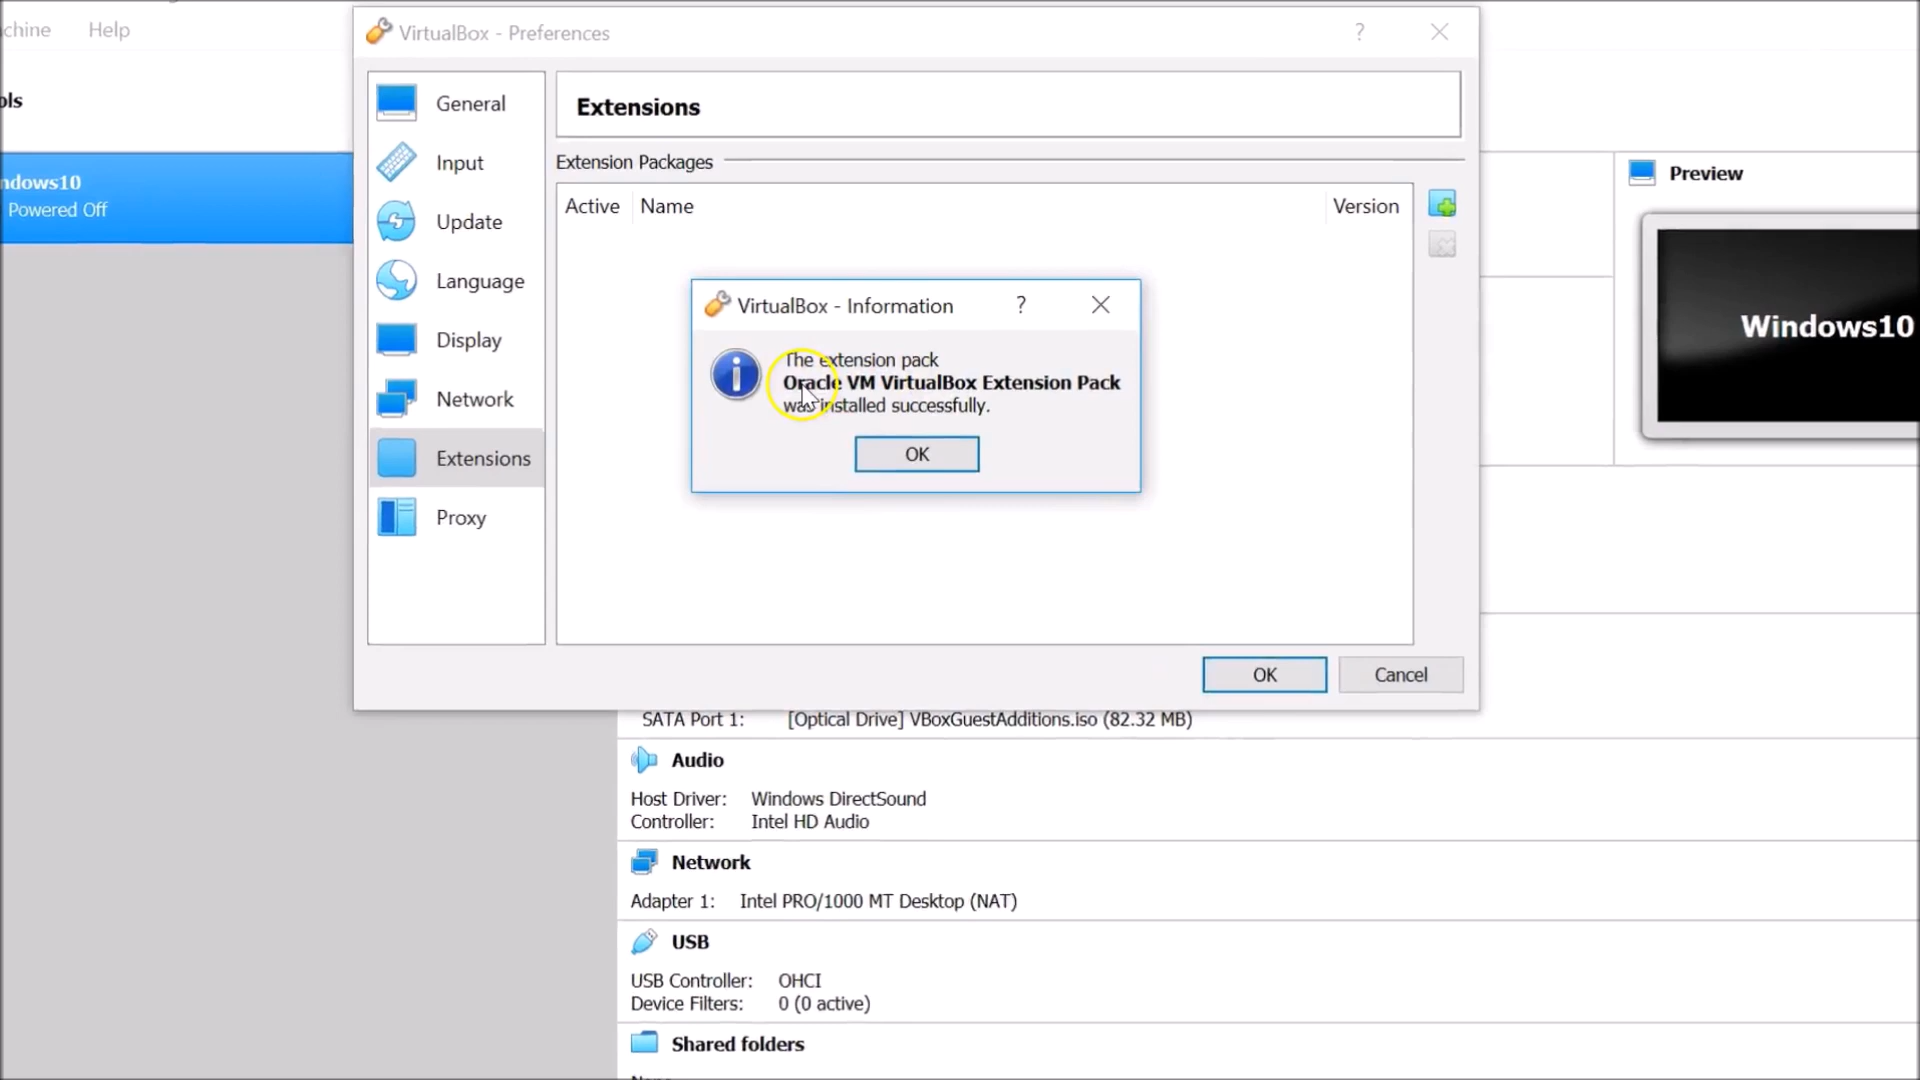 chine Help
VirtualBox - Preferences
?
ols
ndows10
Powered Off
General
Input
Update
Language
Display
Network
Extensions
Proxy
Extensions
Extension Packages
Active Name Version
VirtualBox - Information
?
The extension pack
Oracle VM VirtualBox Extension Pack
was installed successfully.
OK
OK Cancel
Preview
Windows10
SATA Port 1: [Optical Drive] VBoxGuestAdditions.iso (82.32 MB)
Audio
Host Driver: Windows DirectSound
Controller: Intel HD Audio
Network
Adapter 1: Intel PRO/1000 MT Desktop (NAT)
USB
USB Controller: OHCI
Device Filters: 0 (0 active)
Shared folders